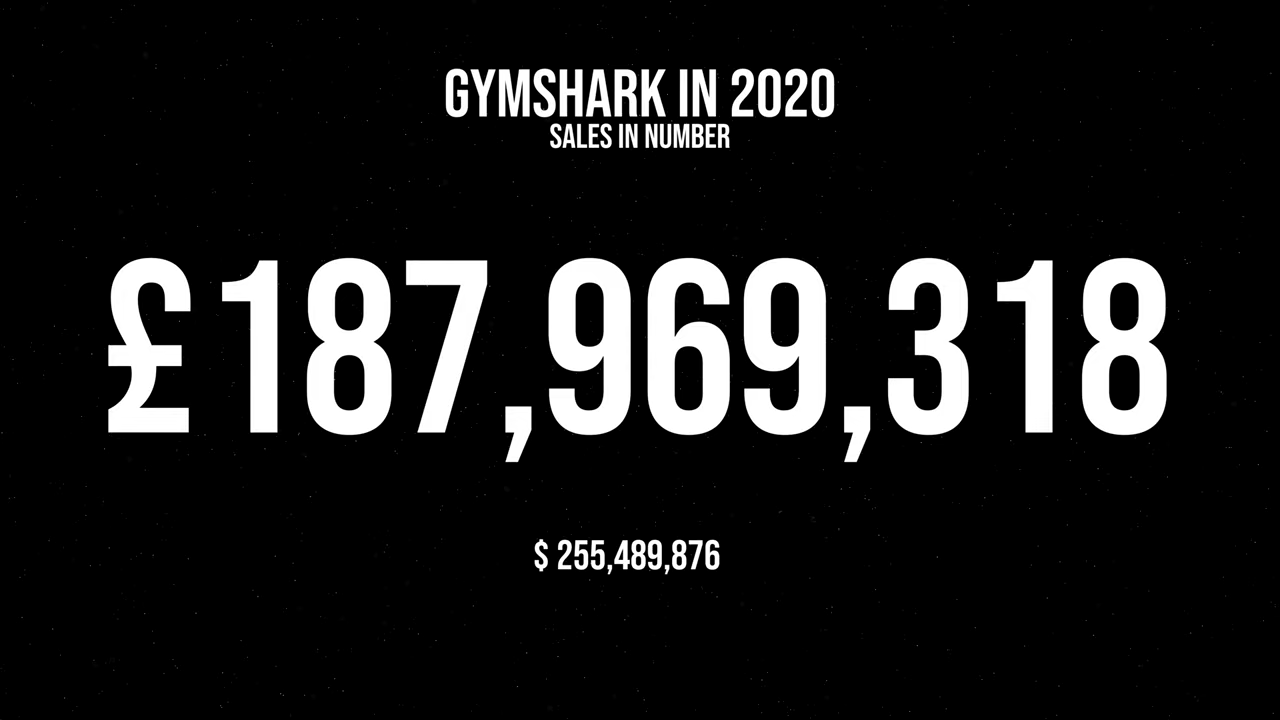 GYMSHARK IN 2020
SALES IN NUMBER
£187,969,318
$ 255,489,876